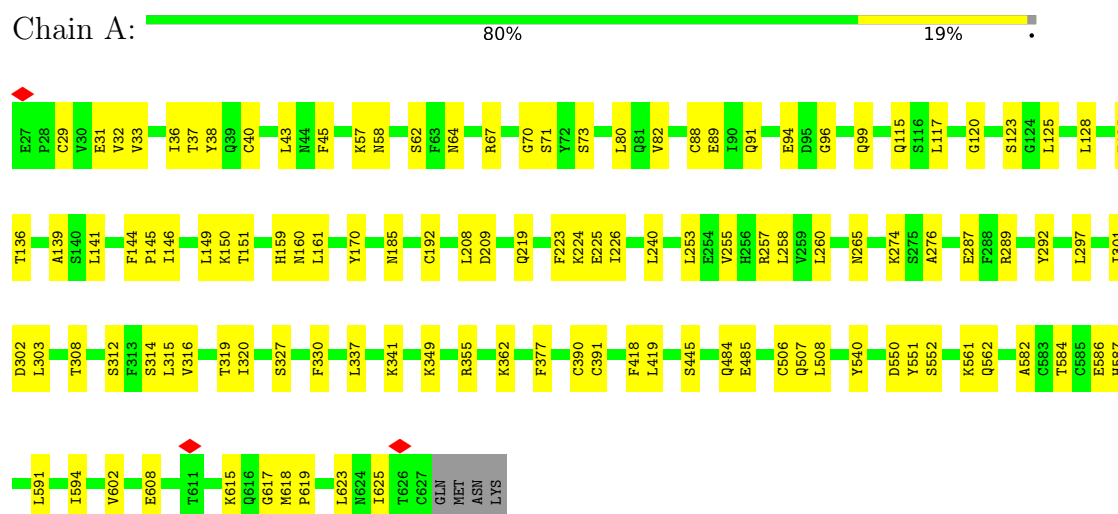 Chain A:
80% 19% •
E27 P28 C29 V30 E31 V32 V33 I36 T37 Y38 Q39 C40 L43 N44 F45 K57 N58 S62 F63 N64 R67 G70 S71 Y72 S73 L80 Q81 V82 C88 E89 I90 Q91 E94 D95 G96 Q99 Q115 S116 L117 G120 S123 G124 L125 L128
T136 A139 S140 L141 F144 P145 I146 L149 K150 T151 H159 N160 L161 Y170 N185 C192 L208 D209 Q219 F223 K224 E225 I226 L240 L253 E254 V255 H256 R257 L258 V259 L260 N265 K274 S275 A276 E287 F288 R289 Y292 L297 I301
D302 L303 T308 S312 F313 S314 L315 V316 T319 I320 S327 F330 L337 K341 K349 R355 K362 F377 C390 C391 F418 L419 S445 Q484 E485 C506 Q507 L508 Y540 D550 Y551 S552 K561 Q562 A582 C583 T584 C585 E586 H587
L591 I594 V602 E608 T611 K615 Q616 G617 M618 P619 L623 N624 I625 T626 C627 GLN MET ASN LYS